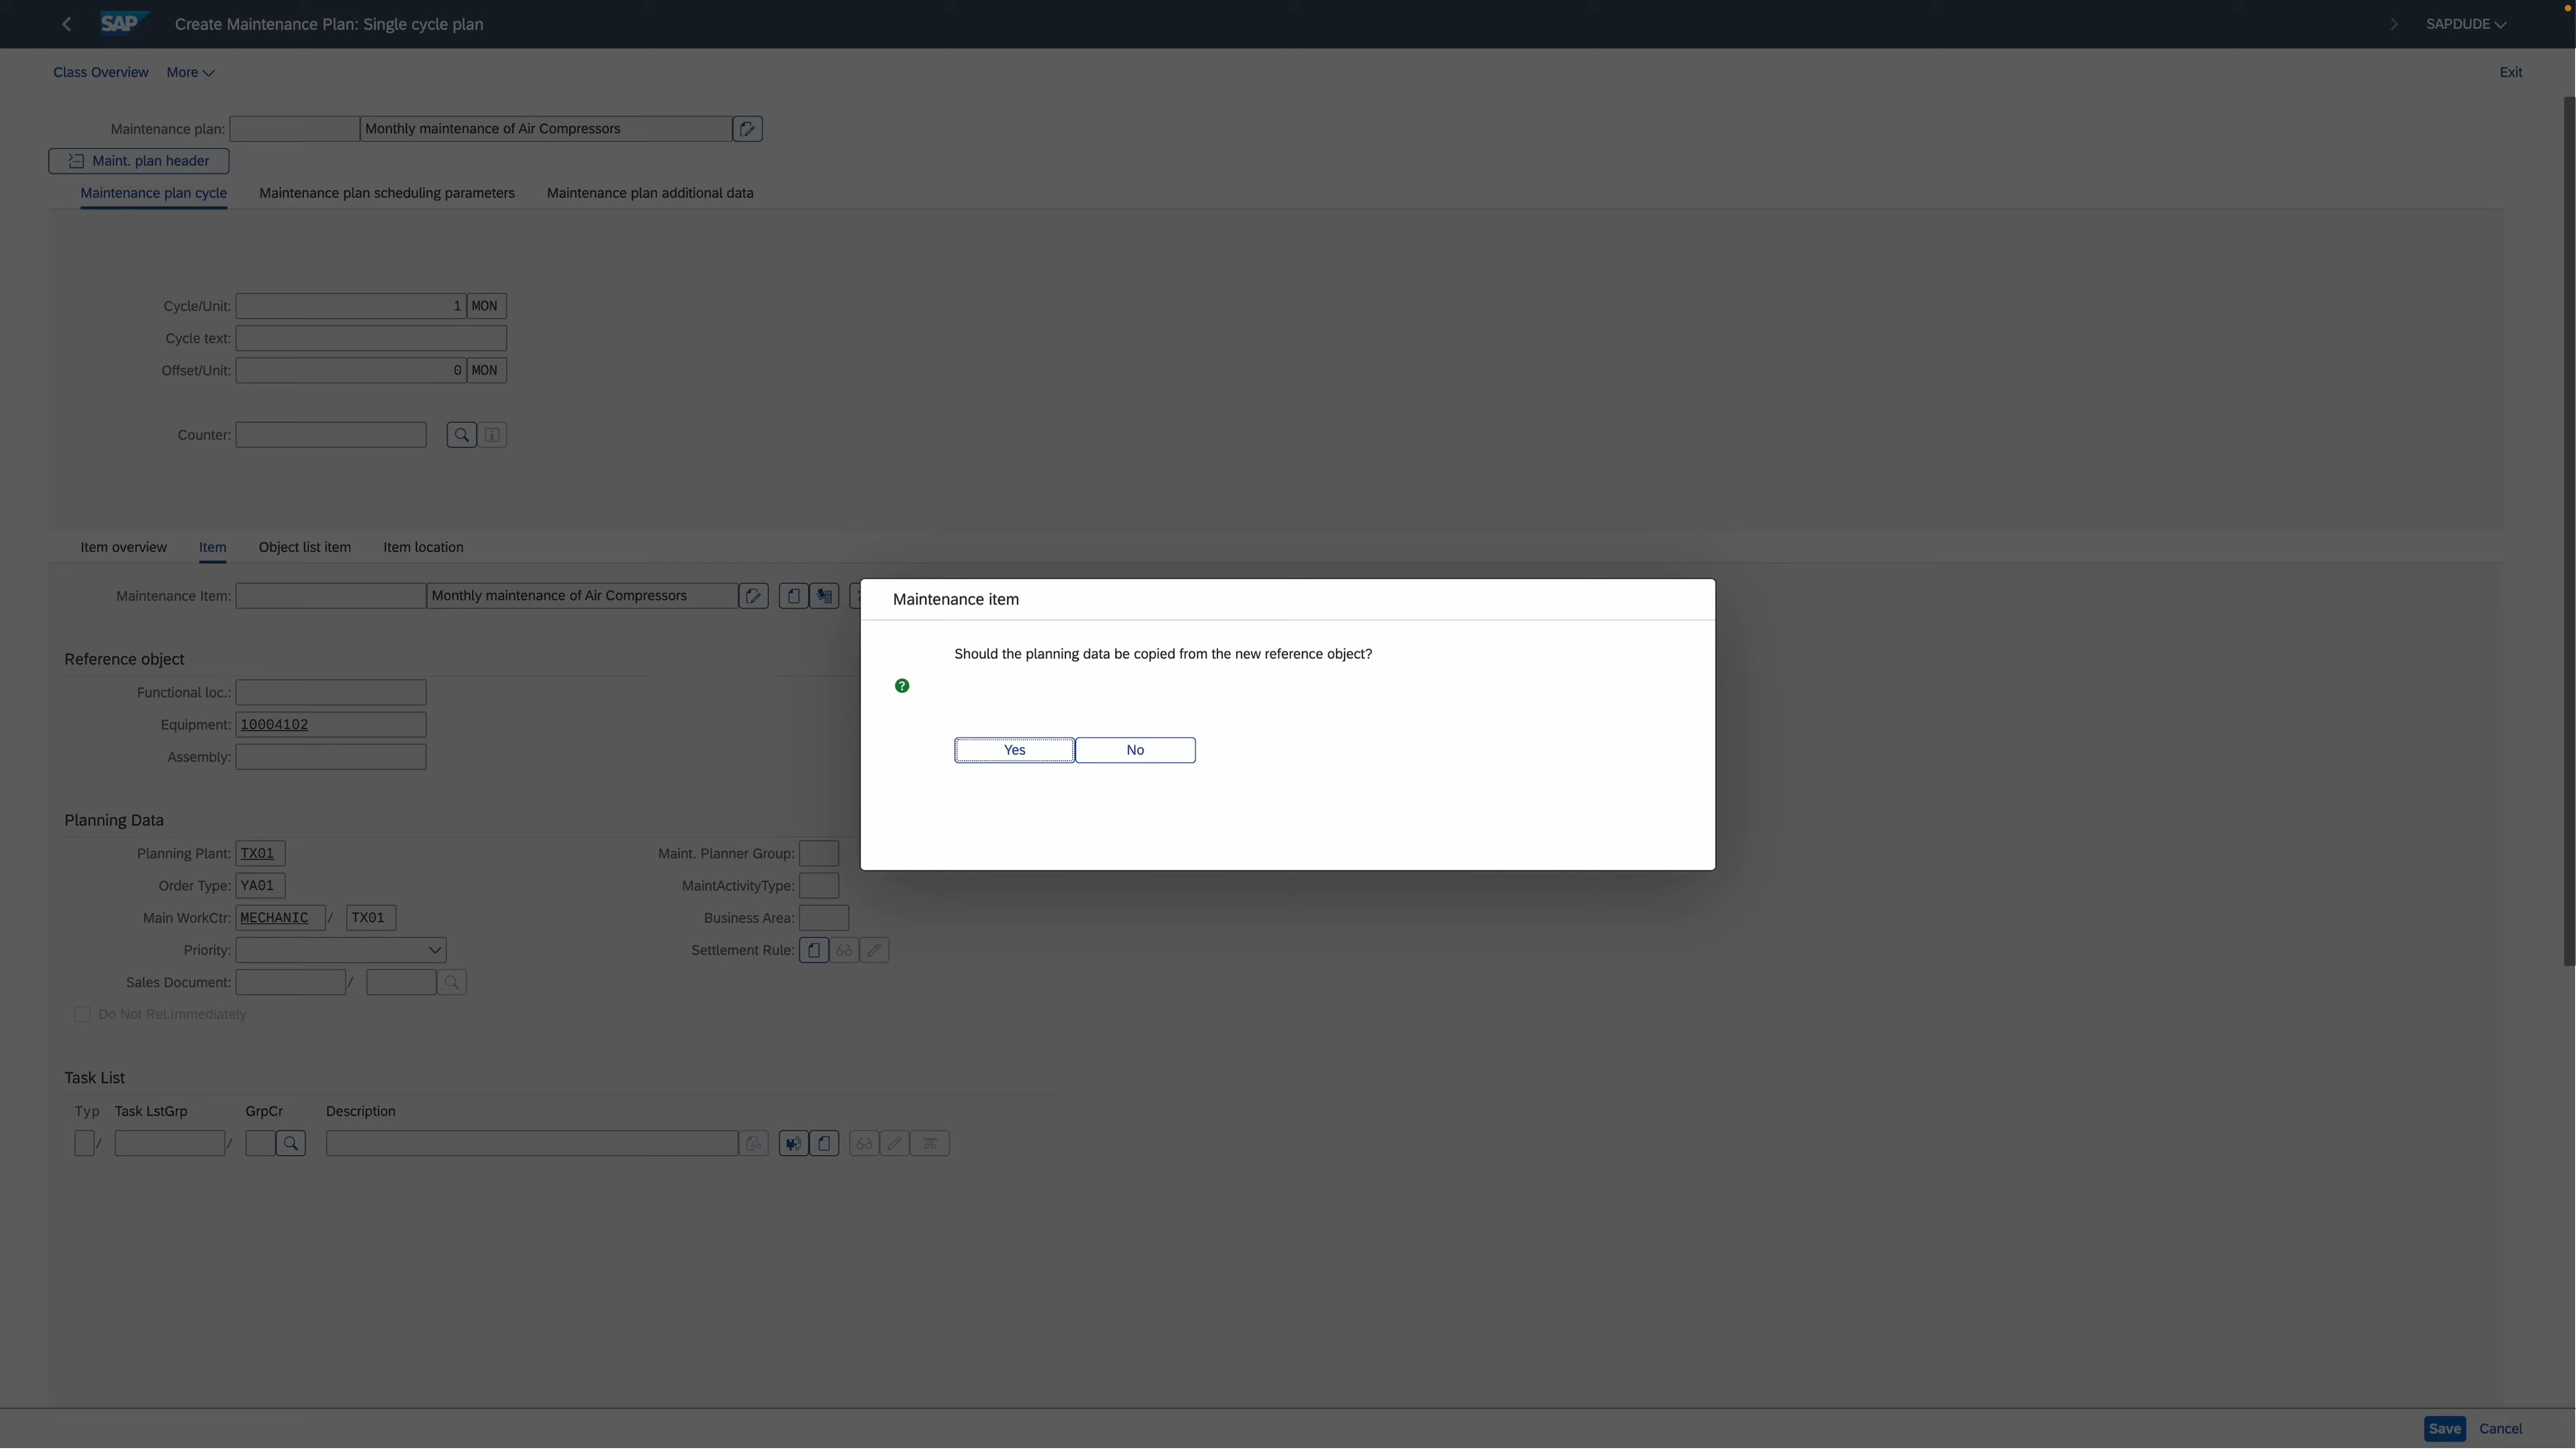 SAP Create Maintenance Plan: Single cycle plan SAPDUDE
Class Overview More Exit
Maintenance plan: Monthly maintenance of Air Compressors
Maint. plan header
Maintenance plan cycle Maintenance plan scheduling parameters Maintenance plan additional data
Cycle/Unit: 1 MON
Cycle text:
Offset/Unit: 0 MON
Counter:
Item overview Item Object list item Item location
Maintenance Item: Monthly maintenance of Air Compressors
Reference object
Functional loc.:
Equipment: 10004102
Assembly:
Maintenance item
Should the planning data be copied from the new reference object?
Yes No
Planning Data
Planning Plant: TX01 Maint. Planner Group:
Order Type: YA01 MaintActivityType:
Main WorkCtr: MECHANIC / TX01 Business Area:
Priority: Settlement Rule:
Sales Document: /
Do Not Rel.Immediately
Task List
Typ Task LstGrp GrpCr Description
/ /
Save Cancel